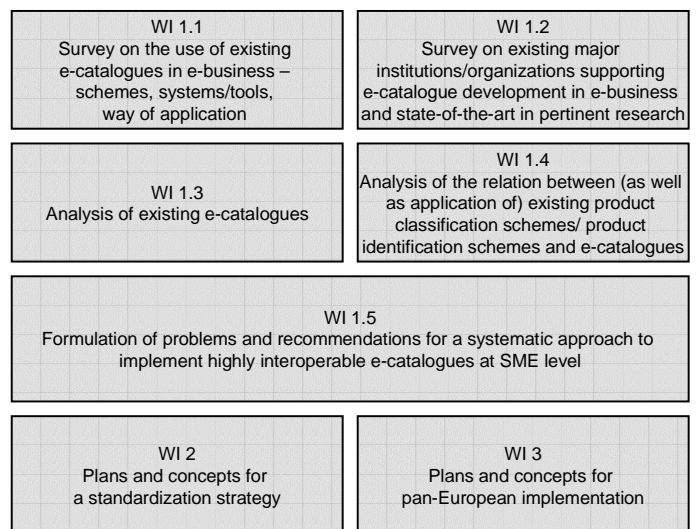 WI 1.1
Survey on the use of existing
e-catalogues in e-business –
schemes, systems/tools,
way of application
WI 1.2
Survey on existing major
institutions/organizations supporting
e-catalogue development in e-business
and state-of-the-art in pertinent research
WI 1.3
Analysis of existing e-catalogues
WI 1.4
Analysis of the relation between (as well
as application of) existing product
classification schemes/ product
identification schemes and e-catalogues
WI 1.5
Formulation of problems and recommendations for a systematic approach to
implement highly interoperable e-catalogues at SME level
WI 2
Plans and concepts for
a standardization strategy
WI 3
Plans and concepts for
pan-European implementation